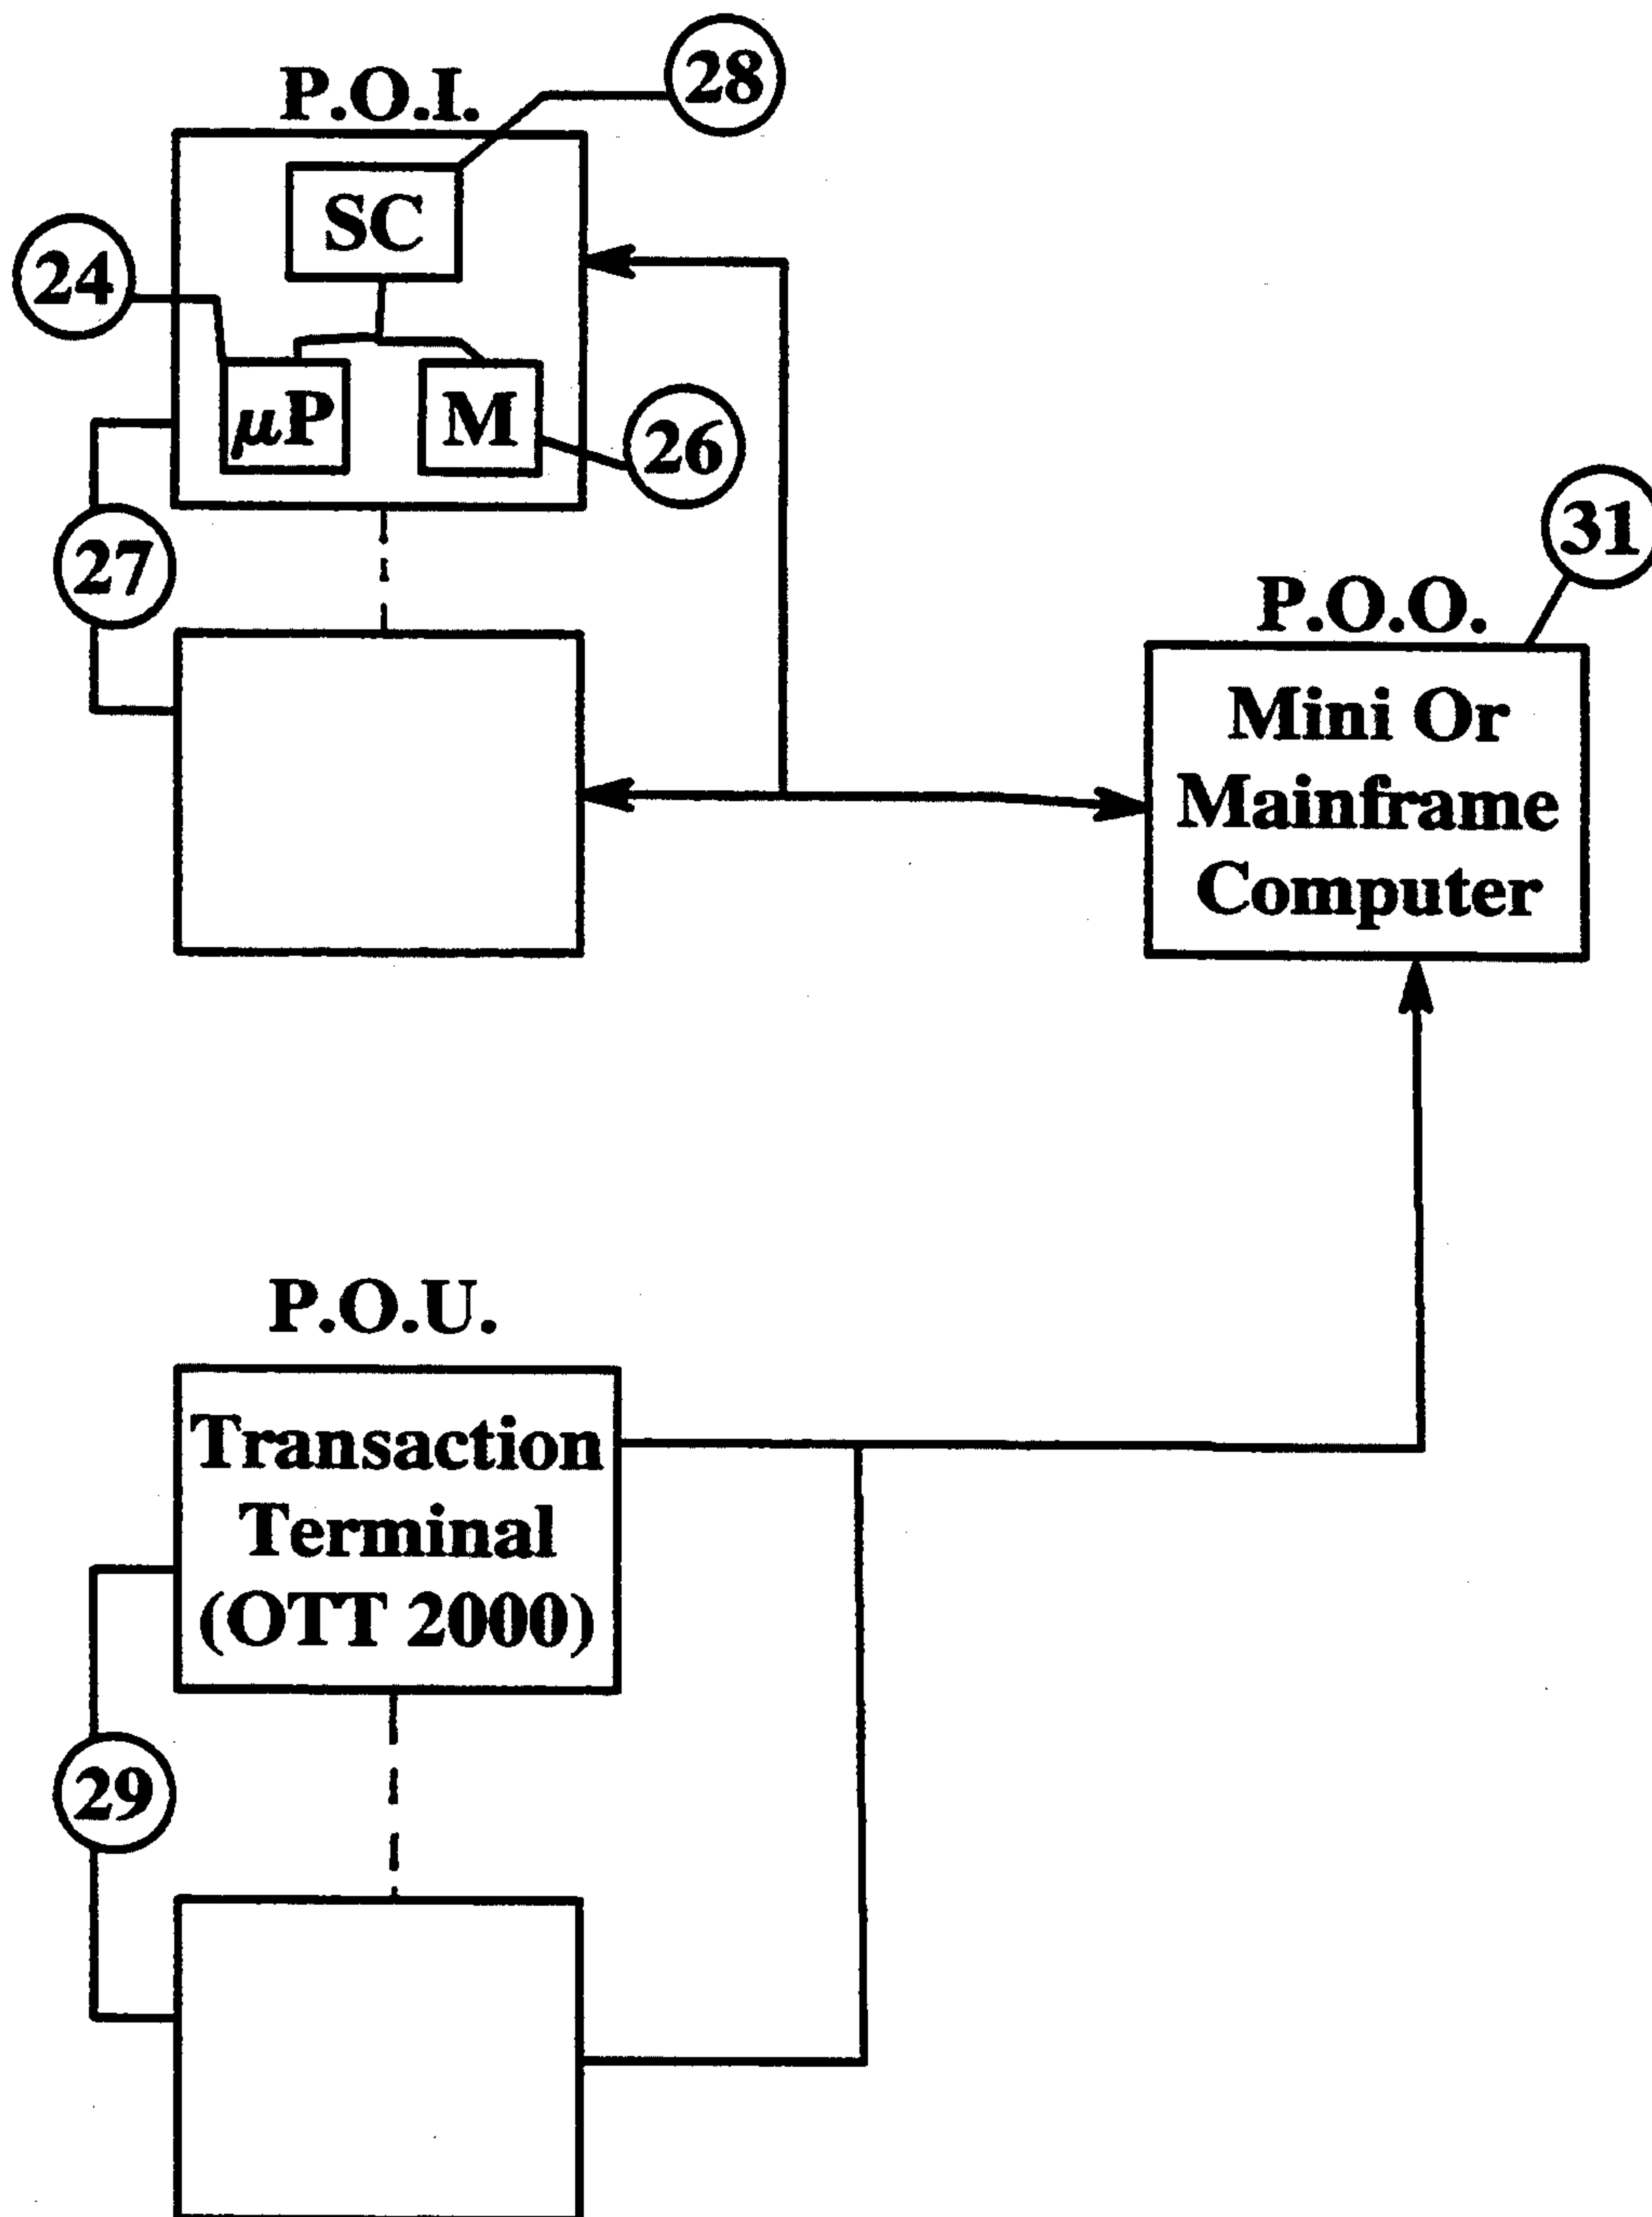 28
P.O.I.
SC
24
μP
M
26
27
31
P.O.O.
Mini Or
Mainframe
Computer
P.O.U.
Transaction
Terminal
(OTT 2000)
29